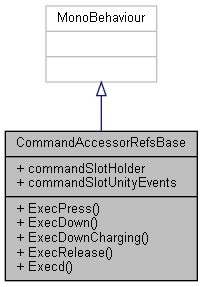 MonoBehaviour
CommandAccessorRefsBase
+ commandSlotHolder
+ commandSlotUnityEvents
+ ExecPress()
+ ExecDown()
+ ExecDownCharging()
+ ExecRelease()
+ Execd()